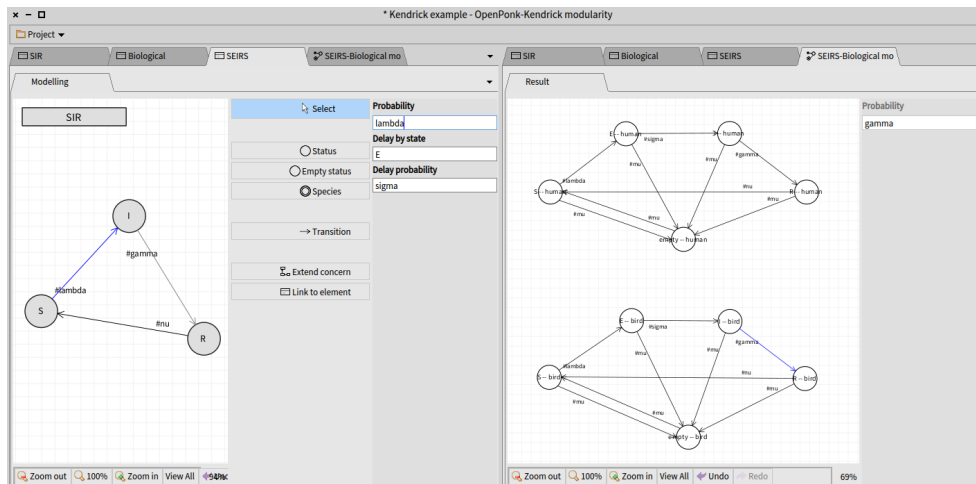 * Kendrick example - OpenPonk-Kendrick modularity
Project
SIR
Biological
SEIRS
SEIRS-Biological mo
Modelling
SIR
I
#gamma
#lambda
S
#nu
R
Select
Status
Empty status
Species
Transition
Extend concern
Link to element
Probability
lambda
Delay by state
E
Delay probability
sigma
Zoom out
100%
Zoom in
View All
94%
SIR
Biological
SEIRS
SEIRS-Biological mo
Result
E -- human
#sigma
I -- human
#mu
#mu
#gamma
#lambda
S -- human
#nu
R -- human
#mu
#mu
#mu
empty -- human
E -- bird
#sigma
I -- bird
#mu
#mu
#gamma
#lambda
S -- bird
#nu
R -- bird
#mu
#mu
#mu
empty -- bird
Probability
gamma
Zoom out
100%
Zoom in
View All
Undo
Redo
69%